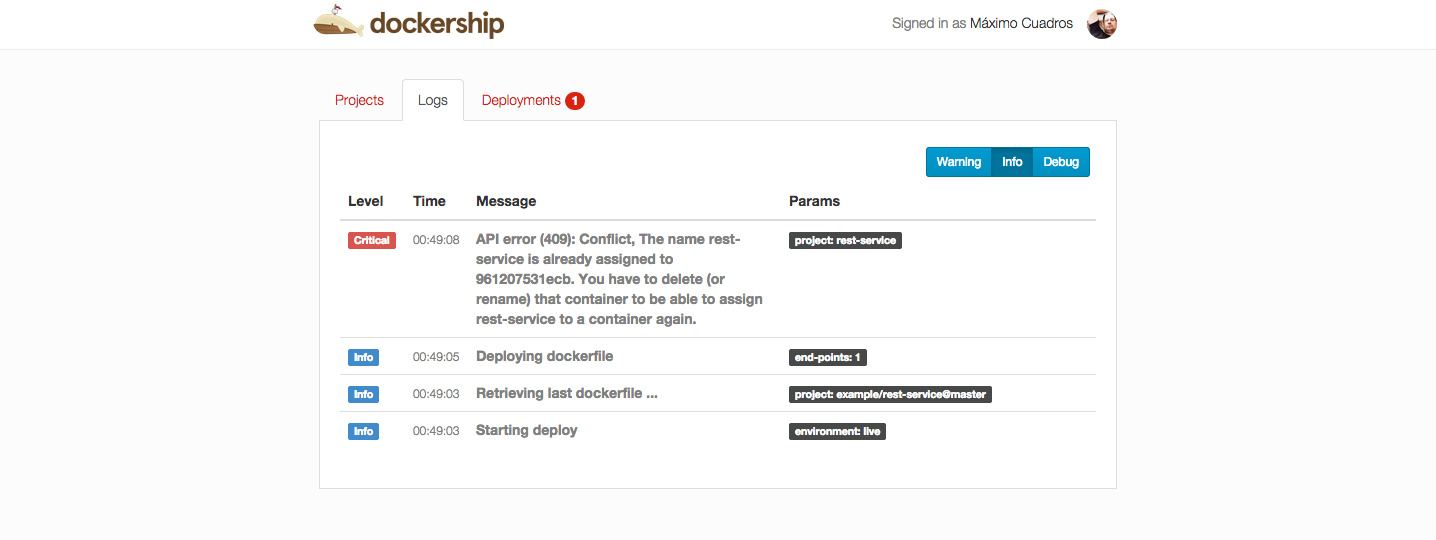 dockership
Signed in as Máximo Cuadros
Projects Logs Deployments 1
Warning Info Debug
Level Time Message Params
Critical 00:49:08 API error (409): Conflict, The name rest- project: rest-service
service is already assigned to
961207531ecb. You have to delete (or
rename) that container to be able to assign
rest-service to a container again.
Info 00:49:05 Deploying dockerfile end-points: 1
Info 00:49:03 Retrieving last dockerfile ... project: example/rest-service@master
Info 00:49:03 Starting deploy environment: live